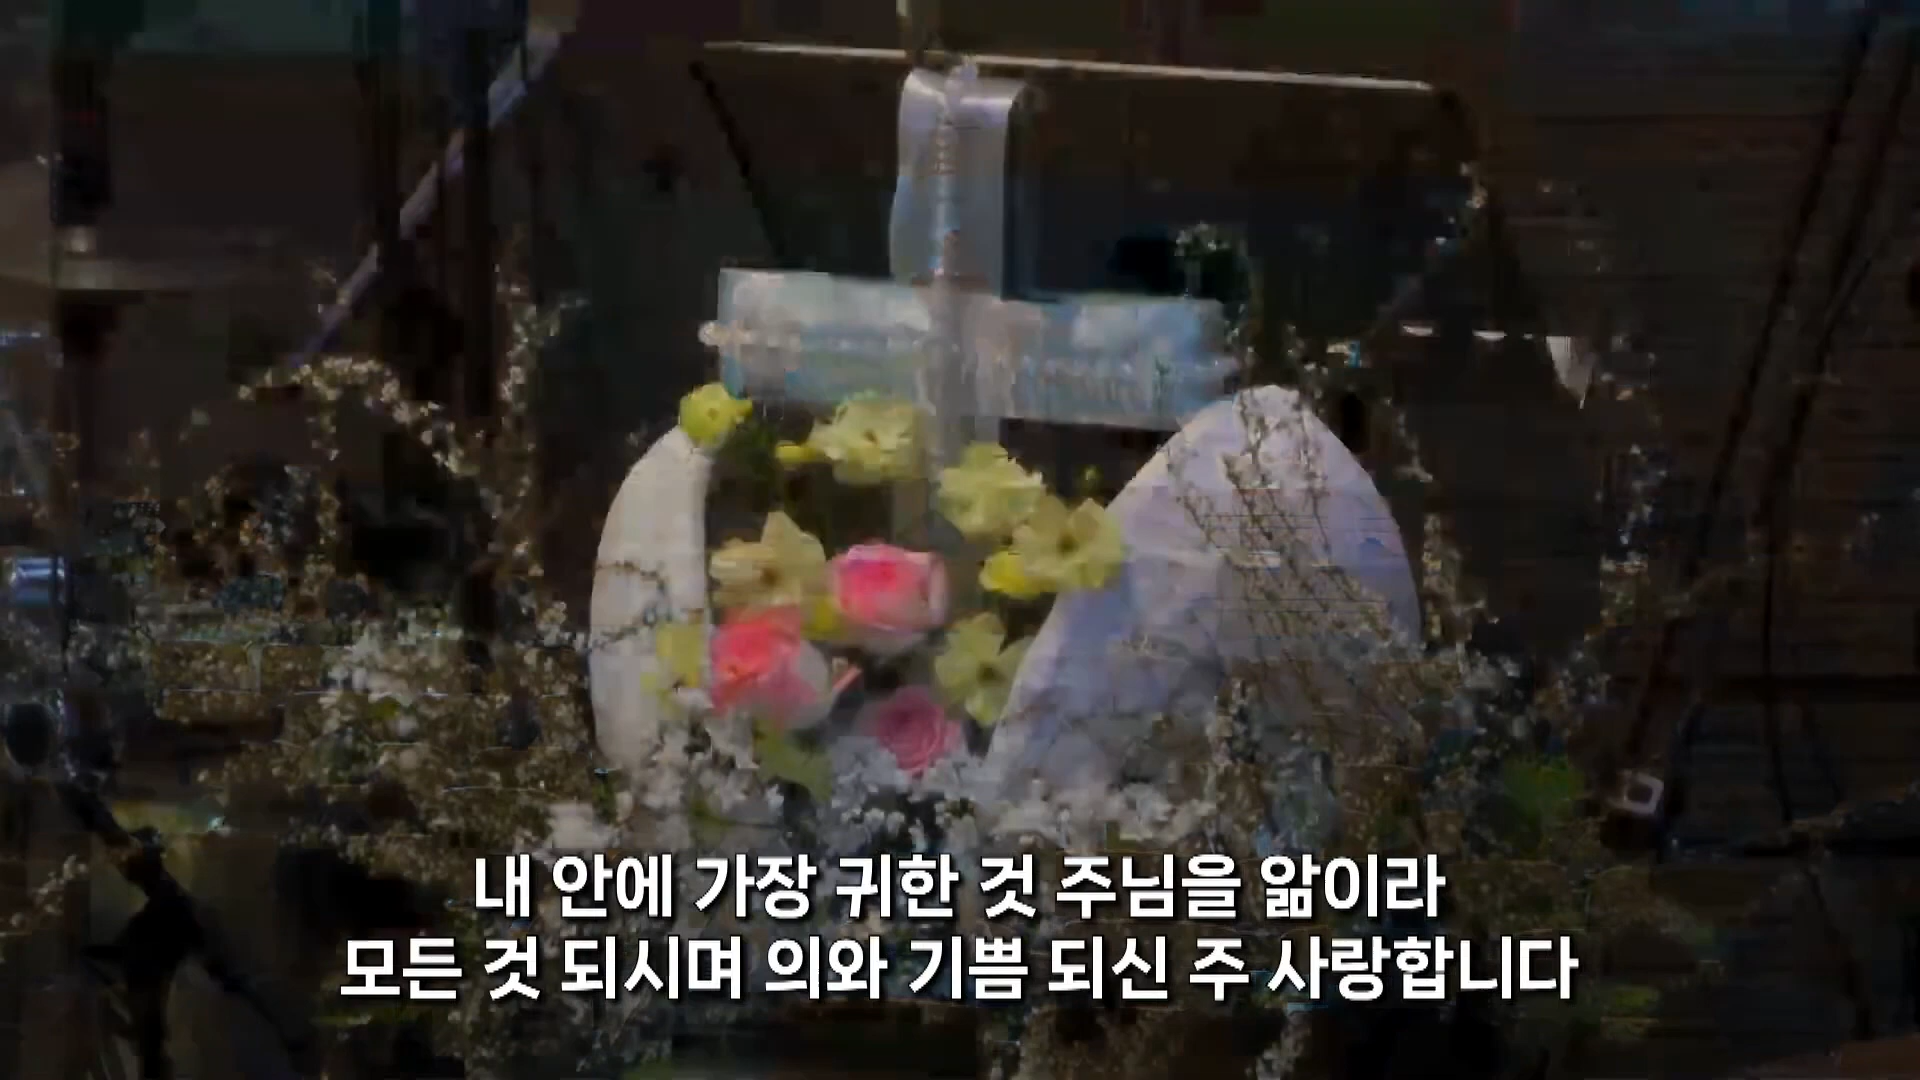 내 안에 가장 귀한 것 주님을 앎이라
모든 것 되시며 의와 기쁨 되신 주 사랑합니다